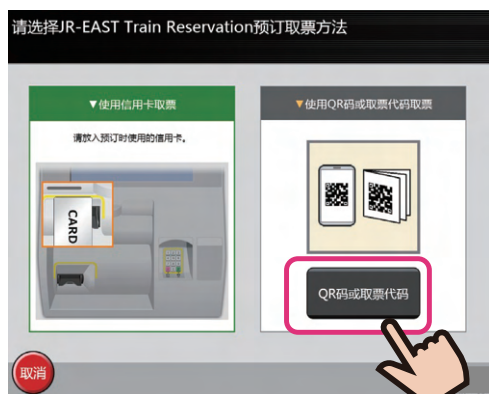 请选择JR-EAST Train Reservation预订取票方法
▼使用信用卡取票
请放入预订时使用的信用卡。
CARD
▼使用QR码或取票代码取票
QR码或取票代码
取消